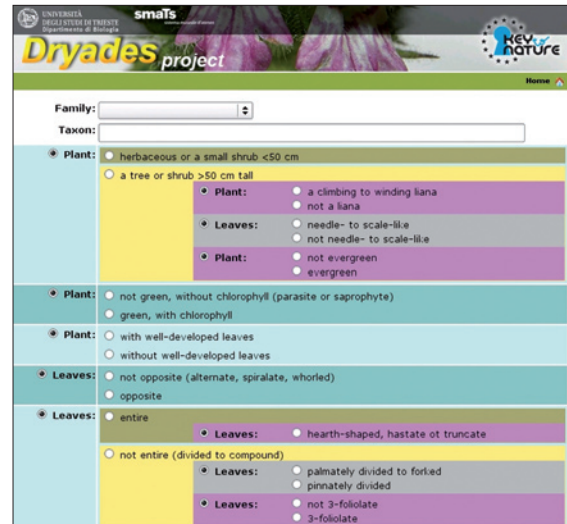 UNIVERSITÀ
DEGLI STUDI DI TRIESTE
Dipartimento di Biologia
smaTs
Dryades project
KEY to nature
Home
Family:
Taxon:
Plant: herbaceous or a small shrub <50 cm
a tree or shrub >50 cm tall
Plant: a climbing to winding liana
not a liana
Leaves: needle- to scale-like
not needle- to scale-like
Plant: not evergreen
evergreen
Plant: not green, without chlorophyll (parasite or saprophyte)
green, with chlorophyll
Plant: with well-developed leaves
without well-developed leaves
Leaves: not opposite (alternate, spiralate, whorled)
opposite
Leaves: entire
Leaves: hearth-shaped, hastate ot truncate
not entire (divided to compound)
Leaves: palmately divided to forked
pinnately divided
Leaves: not 3-foliolate
3-foliolate